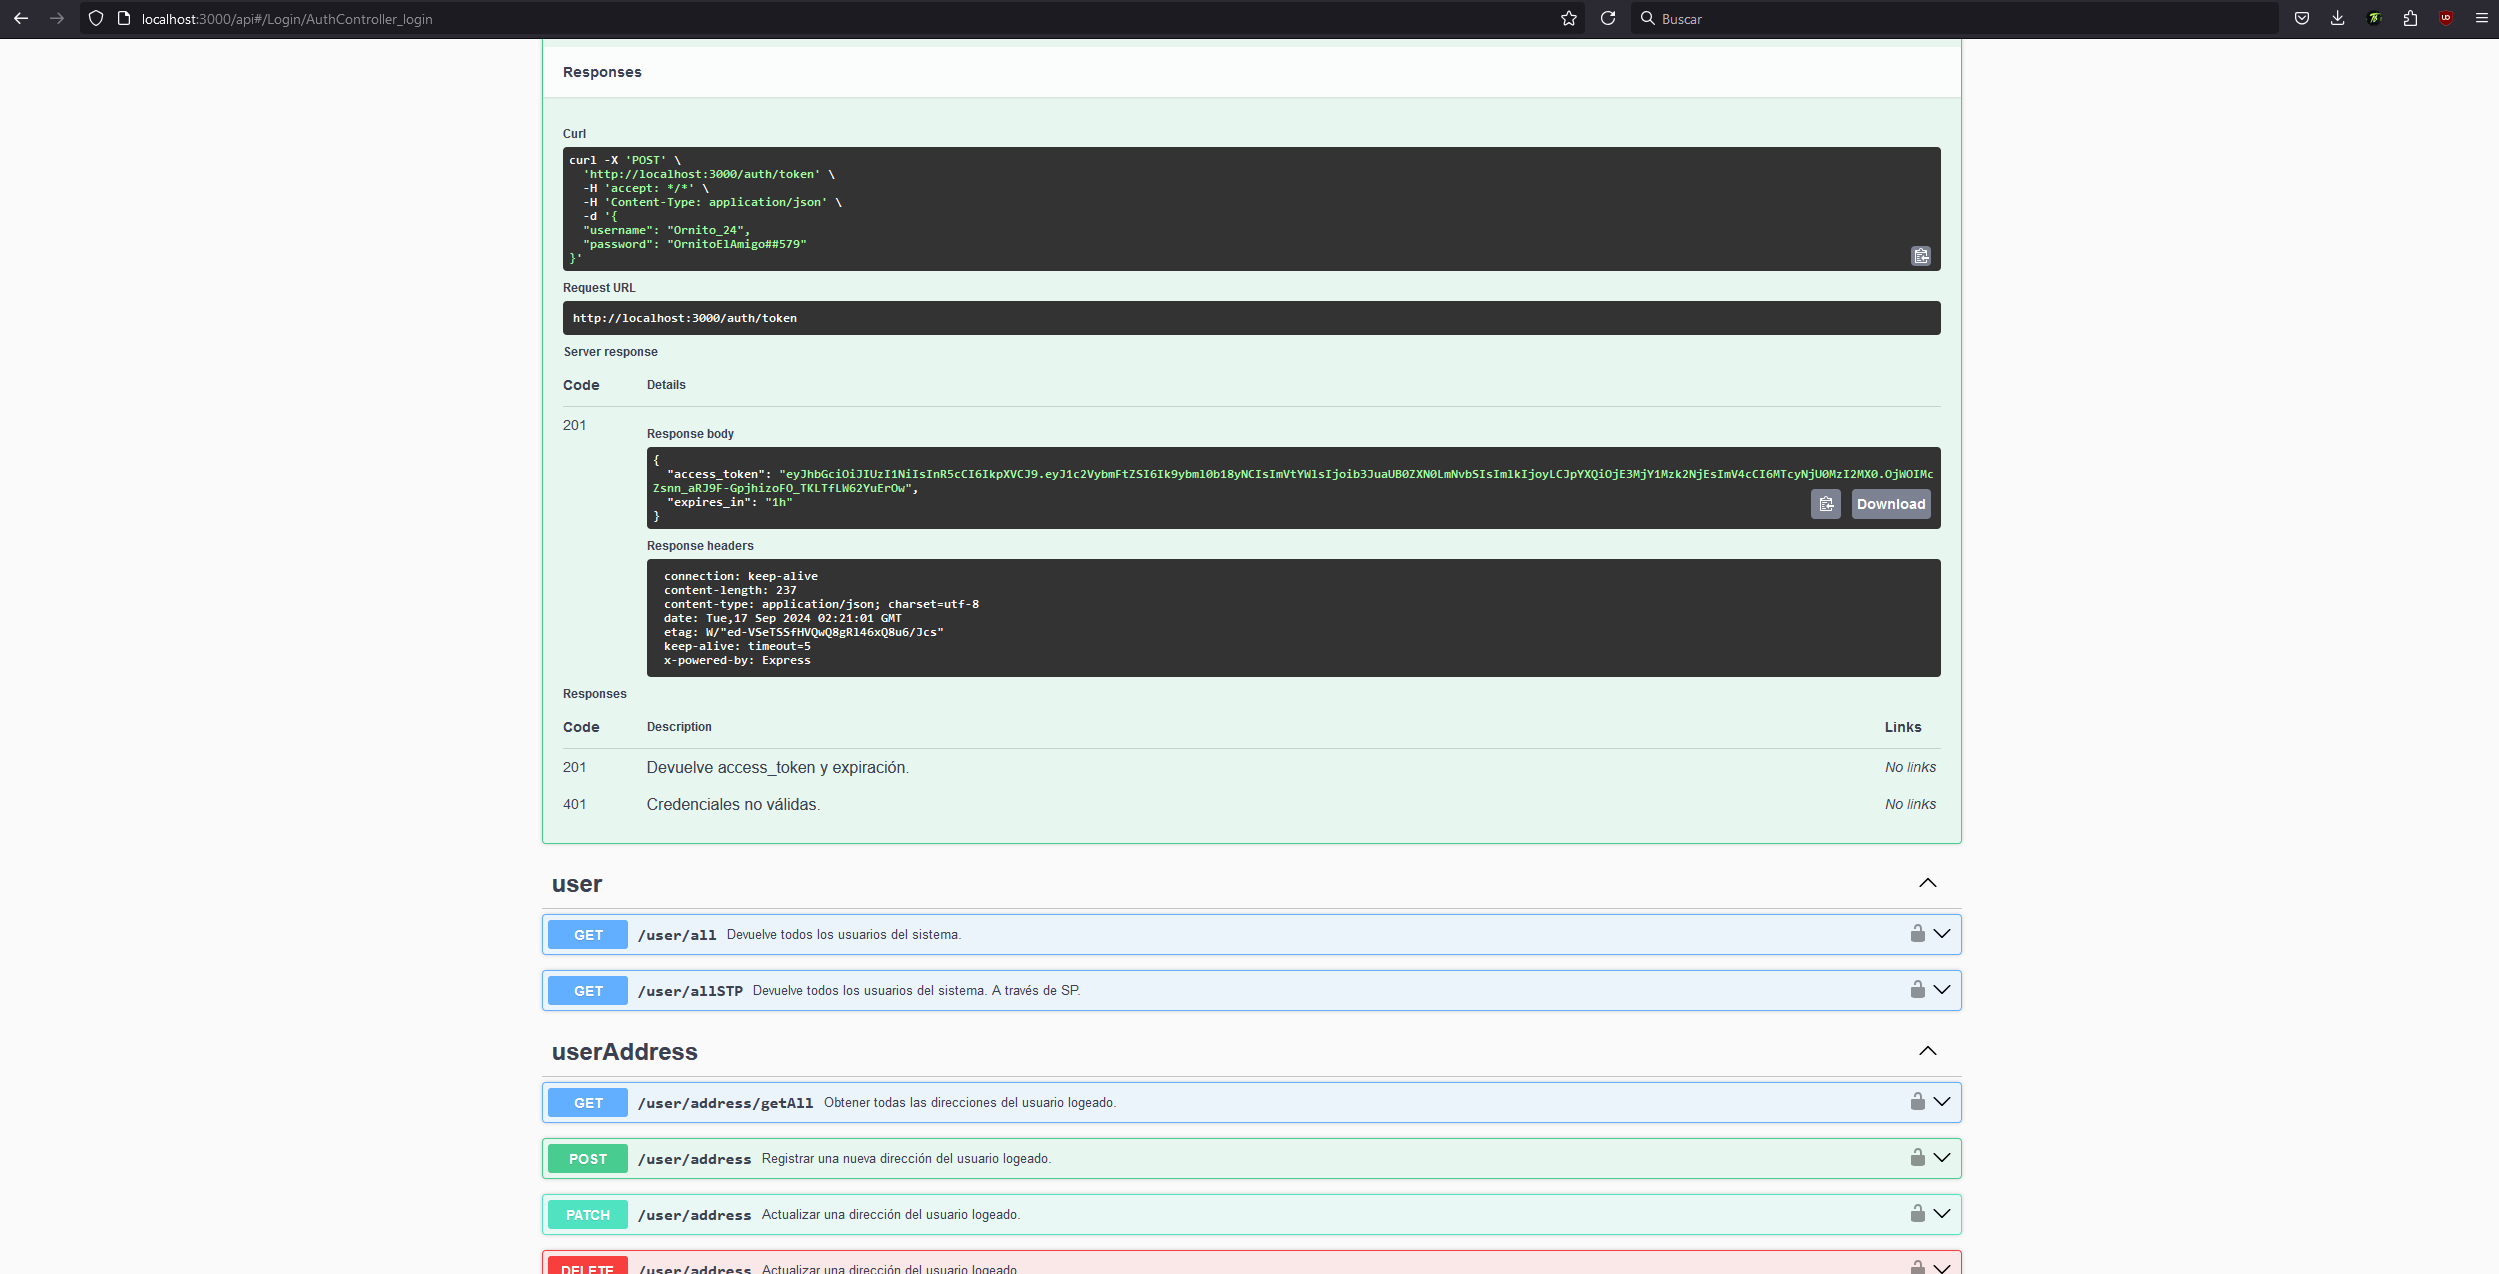 localhost:3000/api#/Login/AuthController_login
Buscar
Responses
Curl
curl -X 'POST' \
'http://localhost:3000/auth/token' \
-H 'accept: */*' \
-H 'Content-Type: application/json' \
-d '{
"username": "Ornito_24",
"password": "OrnitoElAmigo##579"
}'
Request URL
http://localhost:3000/auth/token
Server response
Code Details
201
Response body
{
"access_token": "eyJhbGciOiJIUzI1NiIsInR5cCI6IkpXVCJ9.eyJ1c2VybmFtZSI6Ik9ybml0b18yNCIsImVtYWlsIjoib3JuaUB0ZXN0LmNvbSIsImlkIjoyLCJpYXQiOjE3MjY1Mzk2NjEsImV4cCI6MTcyNjU0MzI2MX0.OjWOIMc
Zsnn_aRJ9F-GpjhizoFO_TKLTfLW62YuErOw",
"expires_in": "1h"
}
Download
Response headers
connection: keep-alive
content-length: 237
content-type: application/json; charset=utf-8
date: Tue,17 Sep 2024 02:21:01 GMT
etag: W/"ed-VSeTSSfHVQwQ8gRl46xQ8u6/Jcs"
keep-alive: timeout=5
x-powered-by: Express
Responses
Code Description Links
201 Devuelve access_token y expiración. No links
401 Credenciales no válidas. No links
user
GET /user/all Devuelve todos los usuarios del sistema.
GET /user/allSTP Devuelve todos los usuarios del sistema. A través de SP.
userAddress
GET /user/address/getAll Obtener todas las direcciones del usuario logeado.
POST /user/address Registrar una nueva dirección del usuario logeado.
PATCH /user/address Actualizar una dirección del usuario logeado.
DELETE /user/address Actualizar una dirección del usuario logeado.